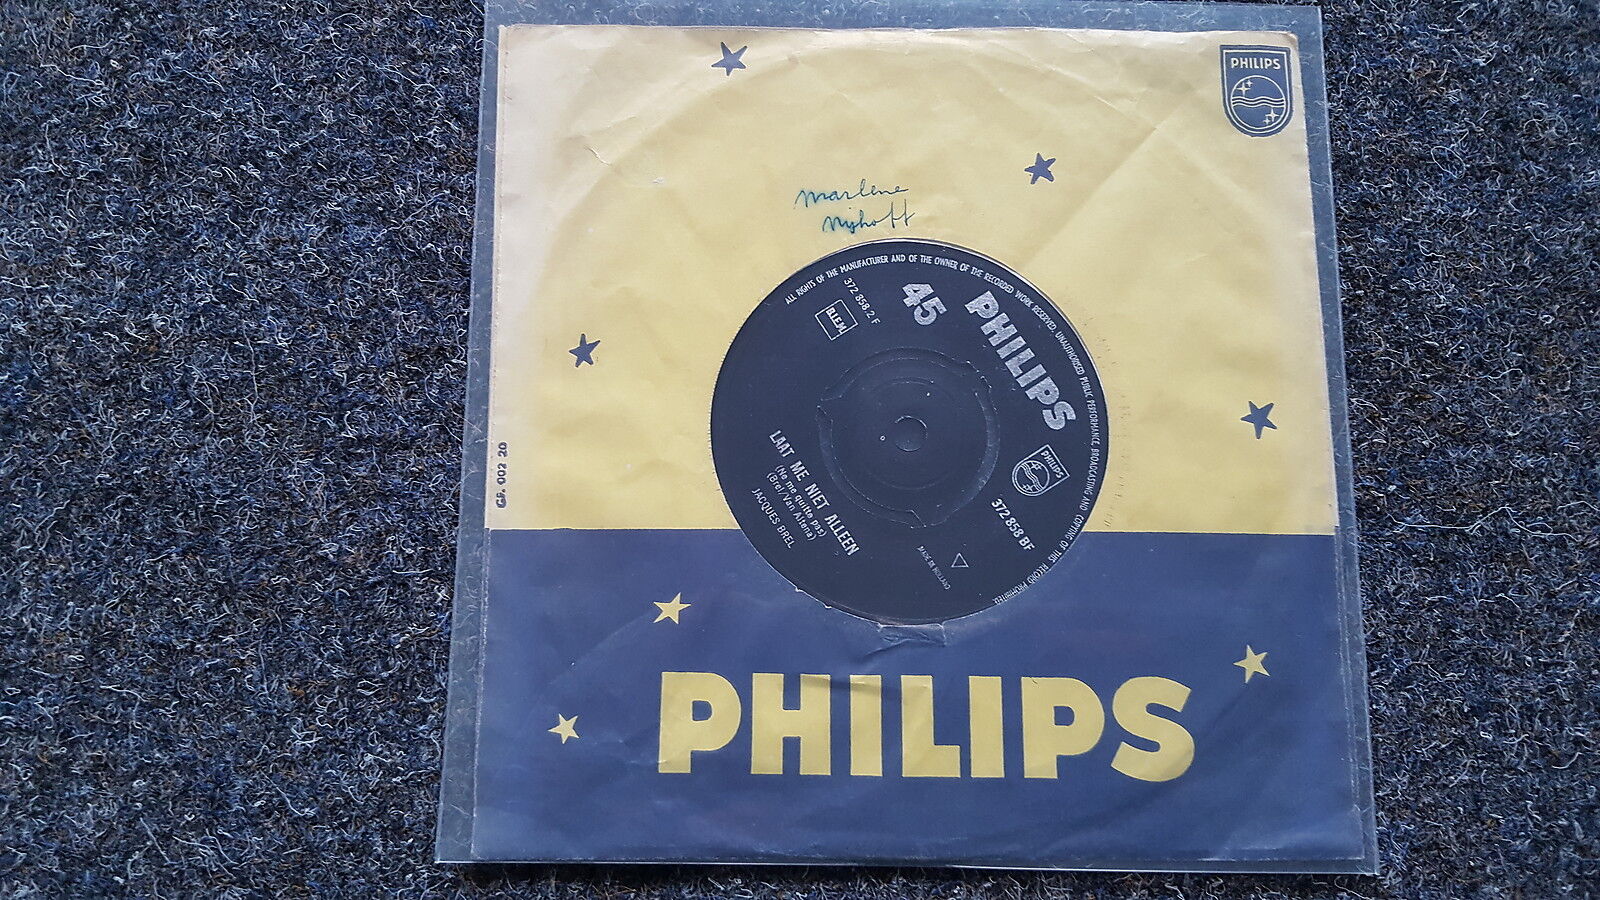 PHILIPS
Marlene
Nyhoff
ALL RIGHTS OF THE MANUFACTURER AND OF THE OWNER OF THE RECORDED WORK RESERVED. UNAUTHORISED PUBLIC PERFORMANCE, BROADCASTING AND COPYING OF THIS RECORD PROHIBITED
372 858 2 F
B.I.E.M.
45
PHILIPS
PHILIPS
372 858 BF
MADE IN HOLLAND
LAAT ME NIET ALLEEN
(Ne me quitte pas)
(Brel/Van Altena)
JACQUES BREL
GP. 002 20
PHILIPS